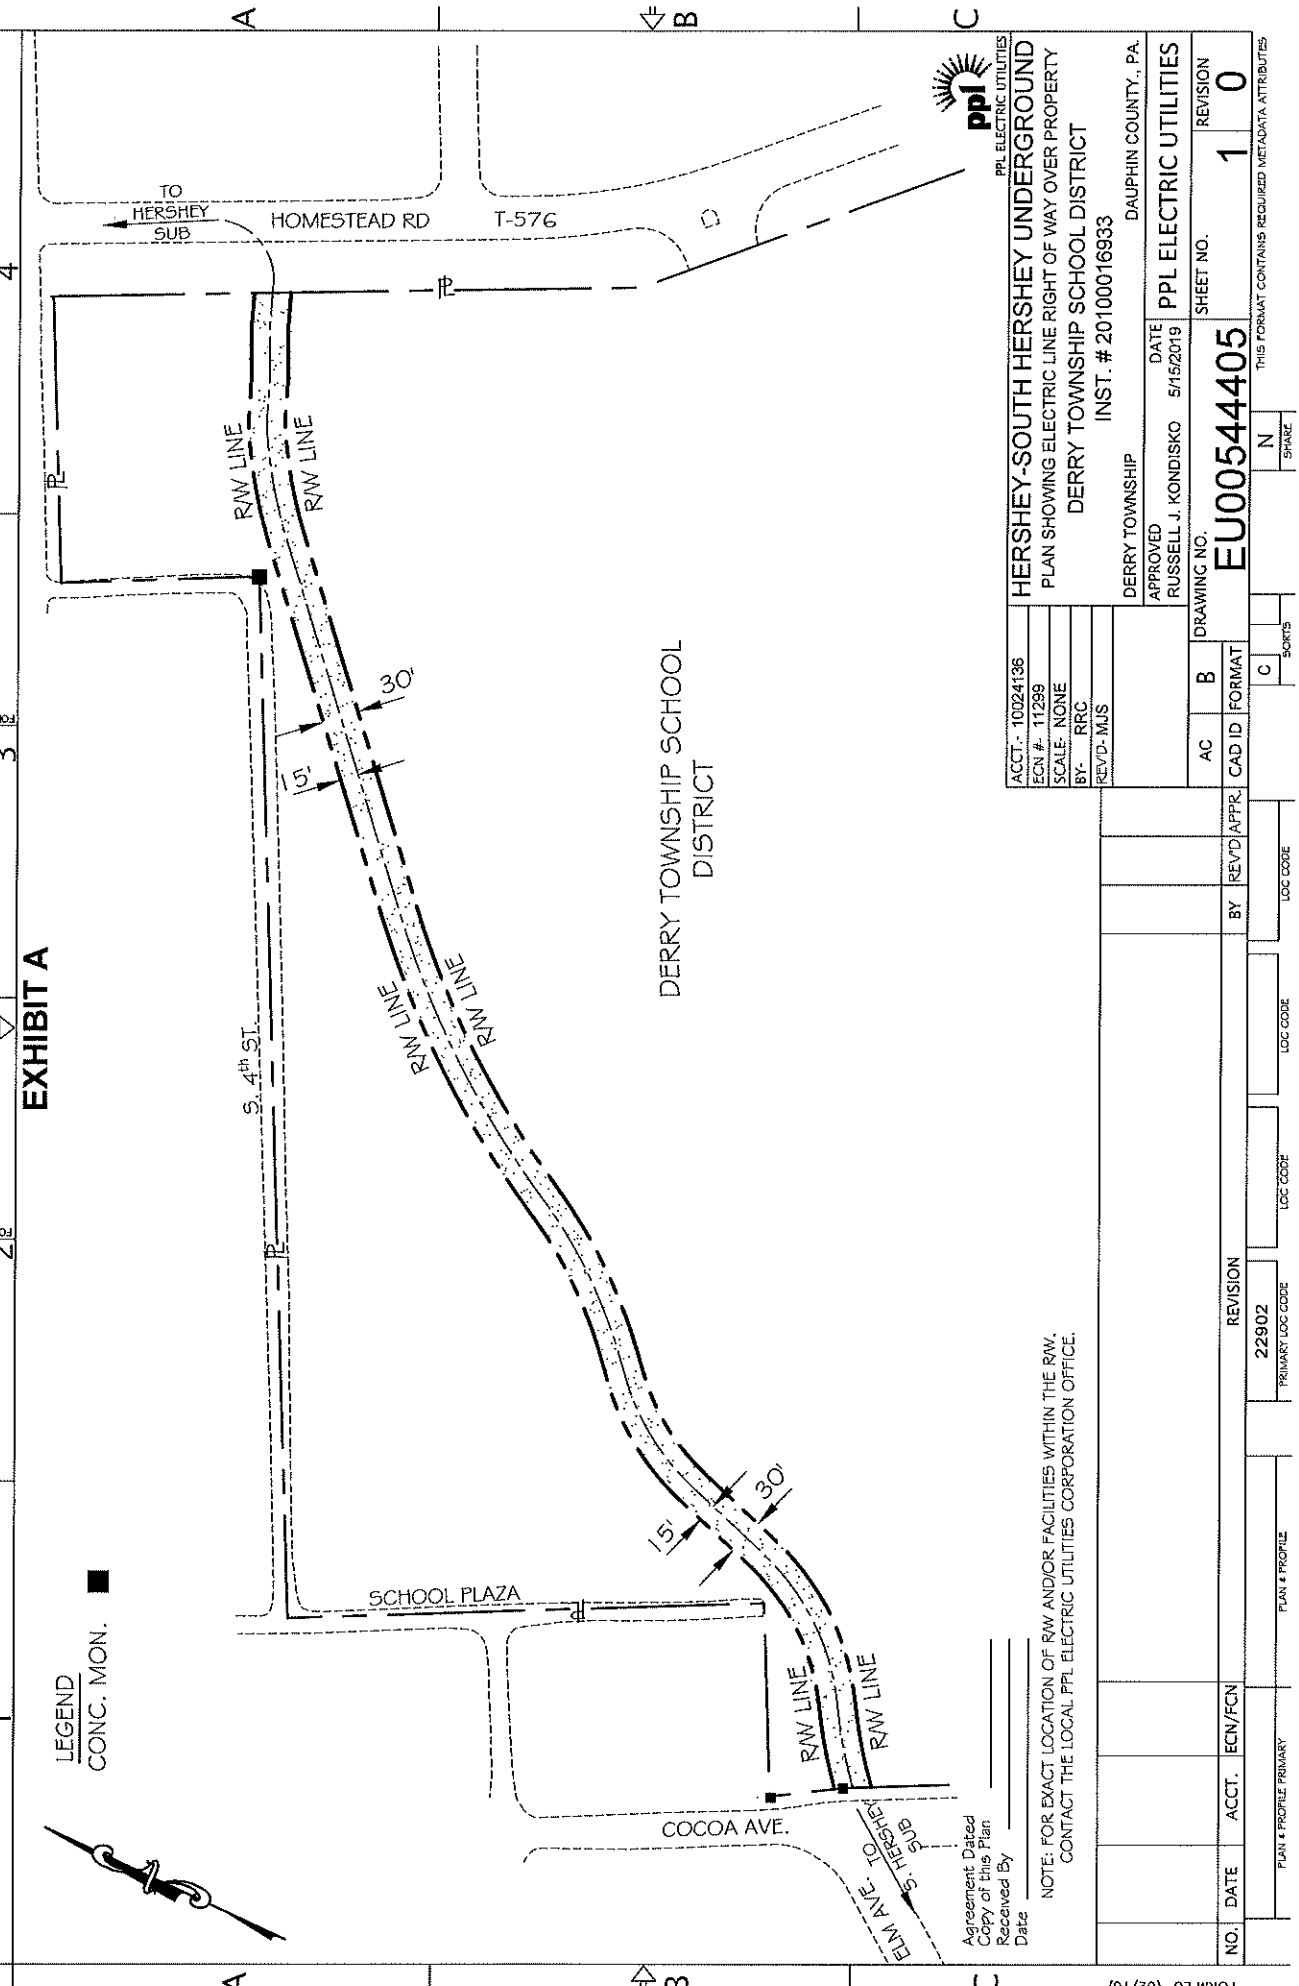 EXHIBIT A
LEGEND
CONC. MON.
TO
HERSHEY
SUB
HOMESTEAD RD
T-576
PL
PL
R/W LINE
R/W LINE
S. 4th ST.
PL
15'
30'
R/W LINE
R/W LINE
DERRY TOWNSHIP SCHOOL
DISTRICT
SCHOOL PLAZA
PL
15'
30'
R/W LINE
R/W LINE
COCOA AVE.
ELM AVE.
TO
S. HERSHEY
SUB
Agreement Dated
Copy of this Plan
Received By
Date
NOTE: FOR EXACT LOCATION OF R/W AND/OR FACILITIES WITHIN THE R/W,
CONTACT THE LOCAL PPL ELECTRIC UTILITIES CORPORATION OFFICE.
ppl
PPL ELECTRIC UTILITIES
ACCT.- 10024136
ECN #- 11299
SCALE- NONE
BY- RRC
REV'D- MJS
HERSHEY-SOUTH HERSHEY UNDERGROUND
PLAN SHOWING ELECTRIC LINE RIGHT OF WAY OVER PROPERTY
DERRY TOWNSHIP SCHOOL DISTRICT
INST. # 20100016933
DERRY TOWNSHIP DAUPHIN COUNTY., PA.
APPROVED DATE
RUSSELL J. KONDISKO 5/15/2019
PPL ELECTRIC UTILITIES
AC B
DRAWING NO.
EU00544405
SHEET NO.
1
REVISION
0
NO. DATE ACCT. ECN/FCN REVISION BY REV'D APPR. CAD ID FORMAT
PLAN & PROFILE PRIMARY
PLAN & PROFILE
22902
PRIMARY LOC CODE
LOC CODE
LOC CODE
LOC CODE
C
SORTS
N
SHARE
THIS FORMAT CONTAINS REQUIRED METADATA ATTRIBUTES
1
2
3
4
A
B
C
A
B
C